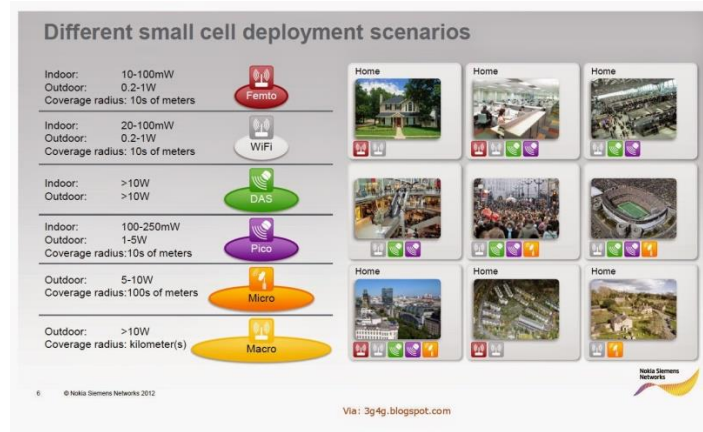 Different small cell deployment scenarios
Indoor: 10-100mW
Outdoor: 0.2-1W
Coverage radius: 10s of meters
Femto
Indoor: 20-100mW
Outdoor: 0.2-1W
Coverage radius: 10s of meters
WiFi
Indoor: >10W
Outdoor: >10W
DAS
Indoor: 100-250mW
Outdoor: 1-5W
Coverage radius:10s of meters
Pico
Outdoor: 5-10W
Coverage radius:100s of meters
Micro
Outdoor: >10W
Coverage radius: kilometer(s)
Macro
Home
Home
Home
Home
Home
Home
Nokia Siemens
Networks
6 © Nokia Siemens Networks 2012
Via: 3g4g.blogspot.com